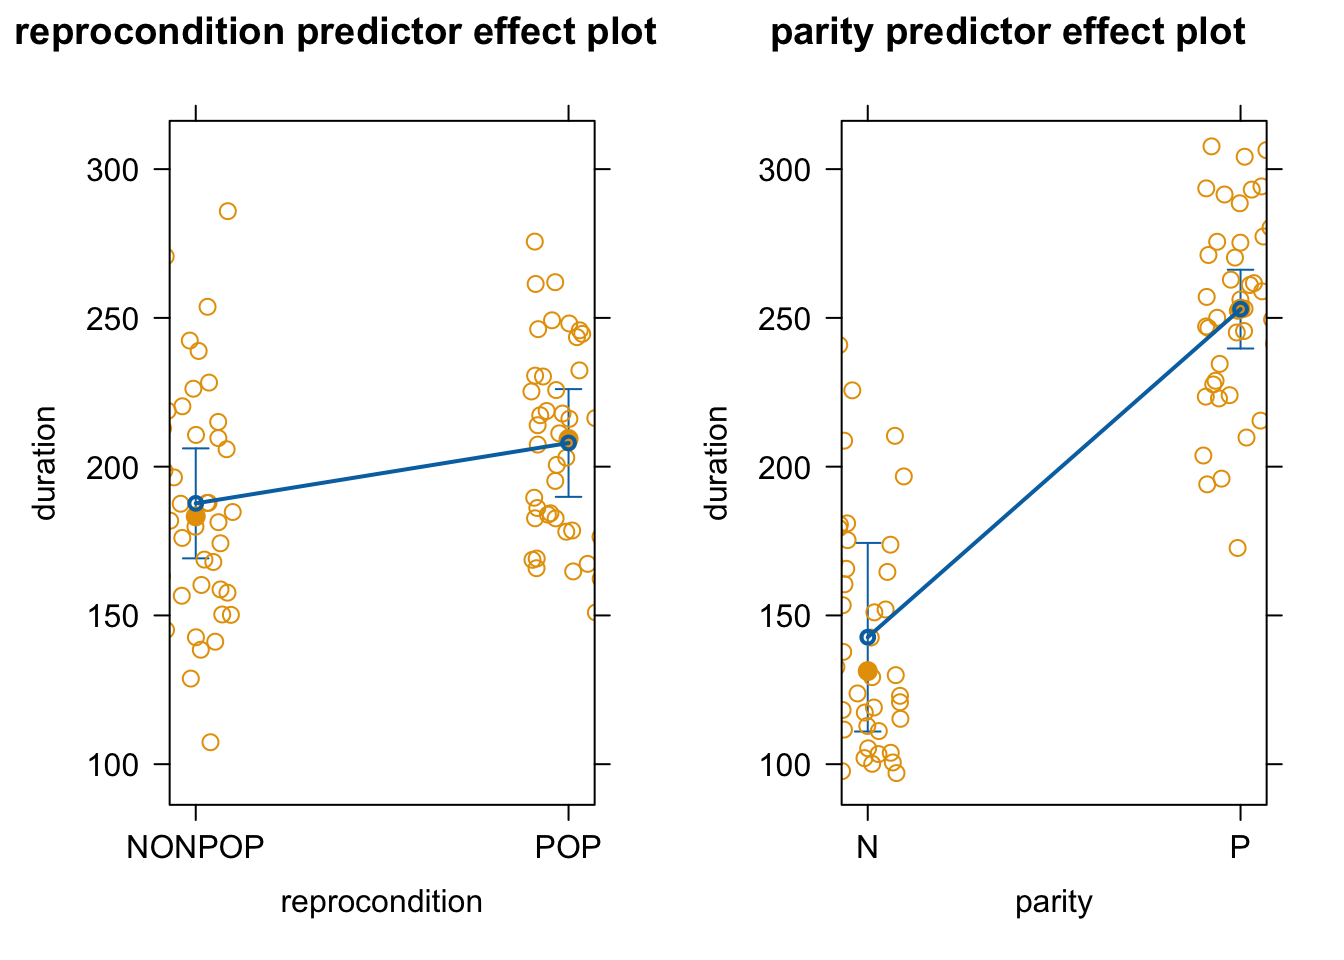 reprocondition predictor effect plot
300
250
200
150
100
duration
NONPOP
POP
reprocondition
parity predictor effect plot
300
250
200
150
100
duration
N
P
parity